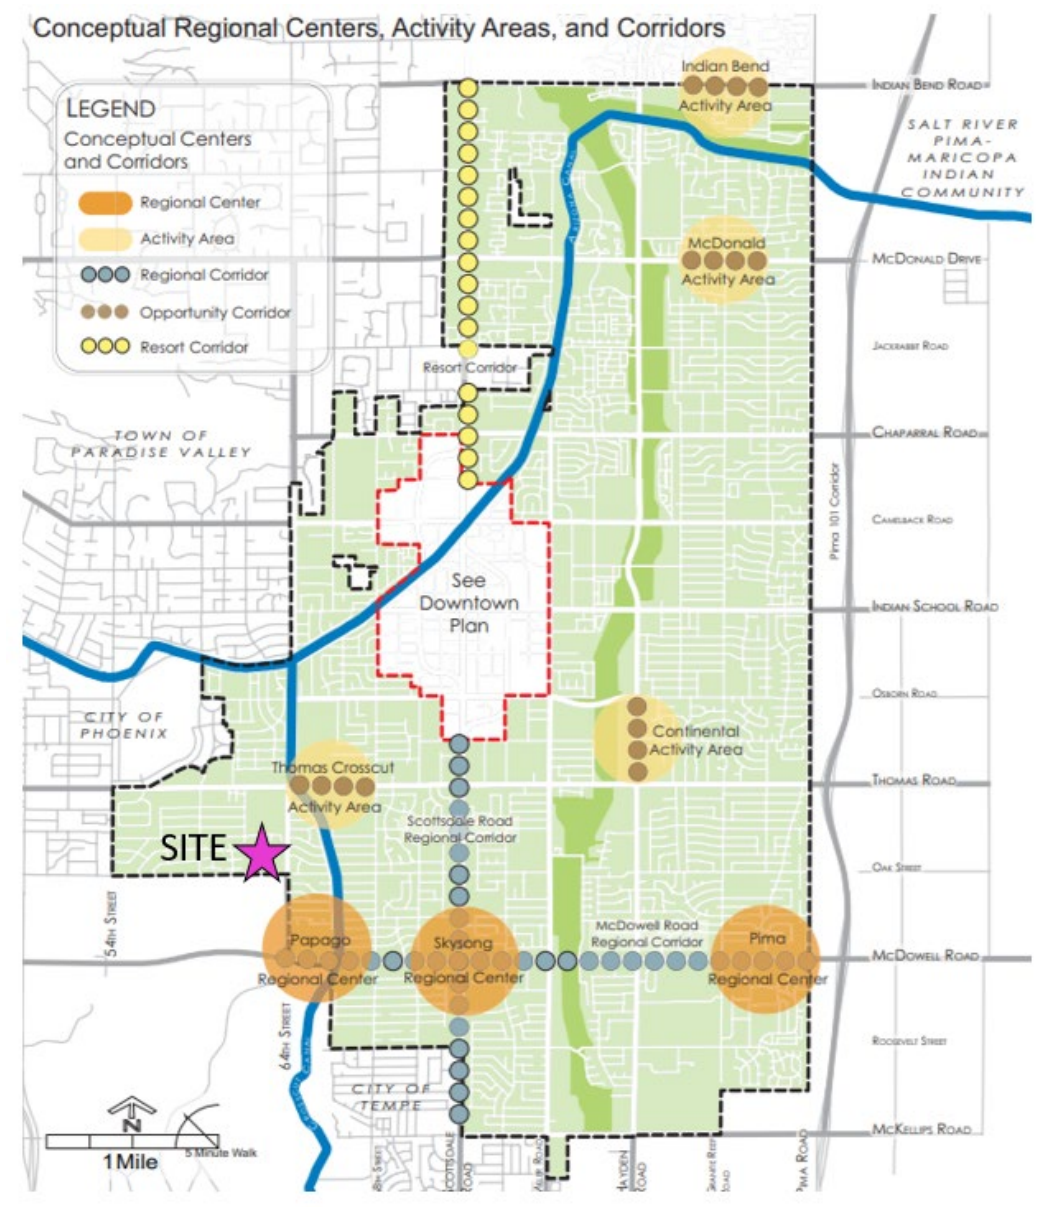 Conceptual Regional Centers, Activity Areas, and Corridors
LEGEND
Conceptual Centers
and Corridors
Regional Center
Activity Area
Regional Corridor
Opportunity Corridor
Resort Corridor
Indian Bend
Activity Area
INDIAN BEND ROAD
SALT RIVER
PIMA-
MARICOPA
INDIAN
COMMUNITY
ARIZONA CANAL
McDonald
Activity Area
McDONALD DRIVE
JACKRABBIT ROAD
Resort Corridor
TOWN OF
PARADISE VALLEY
CHAPARRAL ROAD
Pima 101 Corridor
CAMELBACK ROAD
See
Downtown
Plan
INDIAN SCHOOL ROAD
OSBORN ROAD
CITY OF
PHOENIX
Continental
Activity Area
Thomas Crosscut
Activity Area
THOMAS ROAD
Scottsdale Road
Regional Corridor
SITE
OAK STREET
54TH STREET
McDowell Road
Regional Corridor
Papago
Regional Center
Skysong
Regional Center
Pima
Regional Center
McDOWELL ROAD
64TH STREET
ROOSEVELT STREET
CITY OF
TEMPE
N
1 Mile
5 Minute Walk
McKELLIPS ROAD
COTTSDALE
OAD
HAYDEN
ROAD
PIMA ROAD